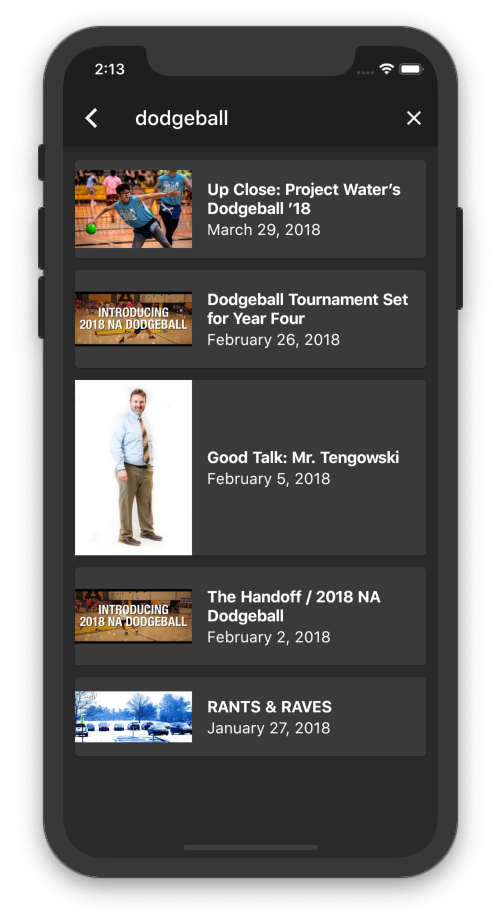 2:13
dodgeball
Up Close: Project Water’s
Dodgeball ’18
March 29, 2018
INTRODUCING
2018 NA DODGEBALL
Dodgeball Tournament Set
for Year Four
February 26, 2018
Good Talk: Mr. Tengowski
February 5, 2018
INTRODUCING
2018 NA DODGEBALL
The Handoff / 2018 NA
Dodgeball
February 2, 2018
RANTS & RAVES
January 27, 2018